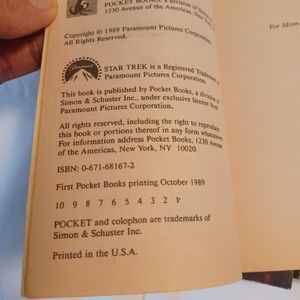 POCKET BOOKS, a division of
1230 Avenue of the Americas, New
Copyright © 1989 Paramount Pictures Corporation
All Rights Reserved.
STAR TREK is a Registered Trademark
Paramount Pictures Corporation.
This book is published by Pocket Books, a division of
Simon & Schuster Inc., under exclusive license from
Paramount Pictures Corporation.
All rights reserved, including the right to reproduce
this book or portions thereof in any form whatsoever.
For information address Pocket Books, 1230 Avenue
of the Americas, New York, NY 10020
ISBN: 0-671-68167-2
First Pocket Books printing October 1989
10 9 8 7 6 5 4 3 2 1
POCKET and colophon are trademarks of
Simon & Schuster Inc.
Printed in the U.S.A.
For Mom